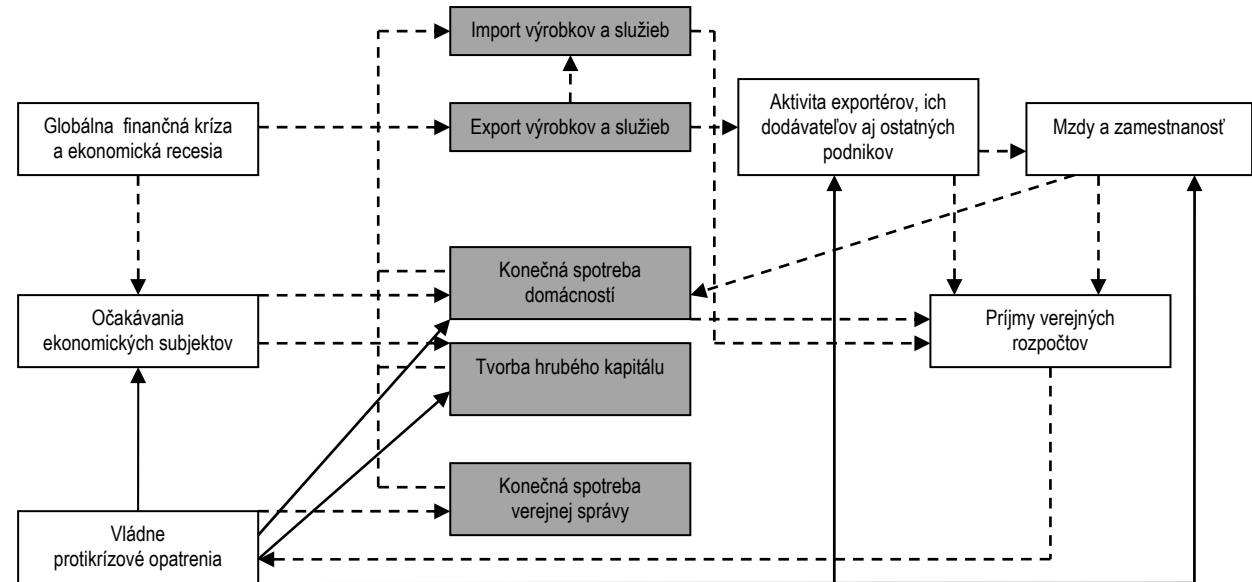 Import výrobkov a služieb
Globálna finančná kríza
a ekonomická recesia
Export výrobkov a služieb
Aktivita exportérov, ich
dodávateľov aj ostatných
podnikov
Mzdy a zamestnanosť
Očakávania
ekonomických subjektov
Konečná spotreba
domácností
Príjmy verejných
rozpočtov
Tvorba hrubého kapitálu
Konečná spotreba
verejnej správy
Vládne
protikrízové opatrenia